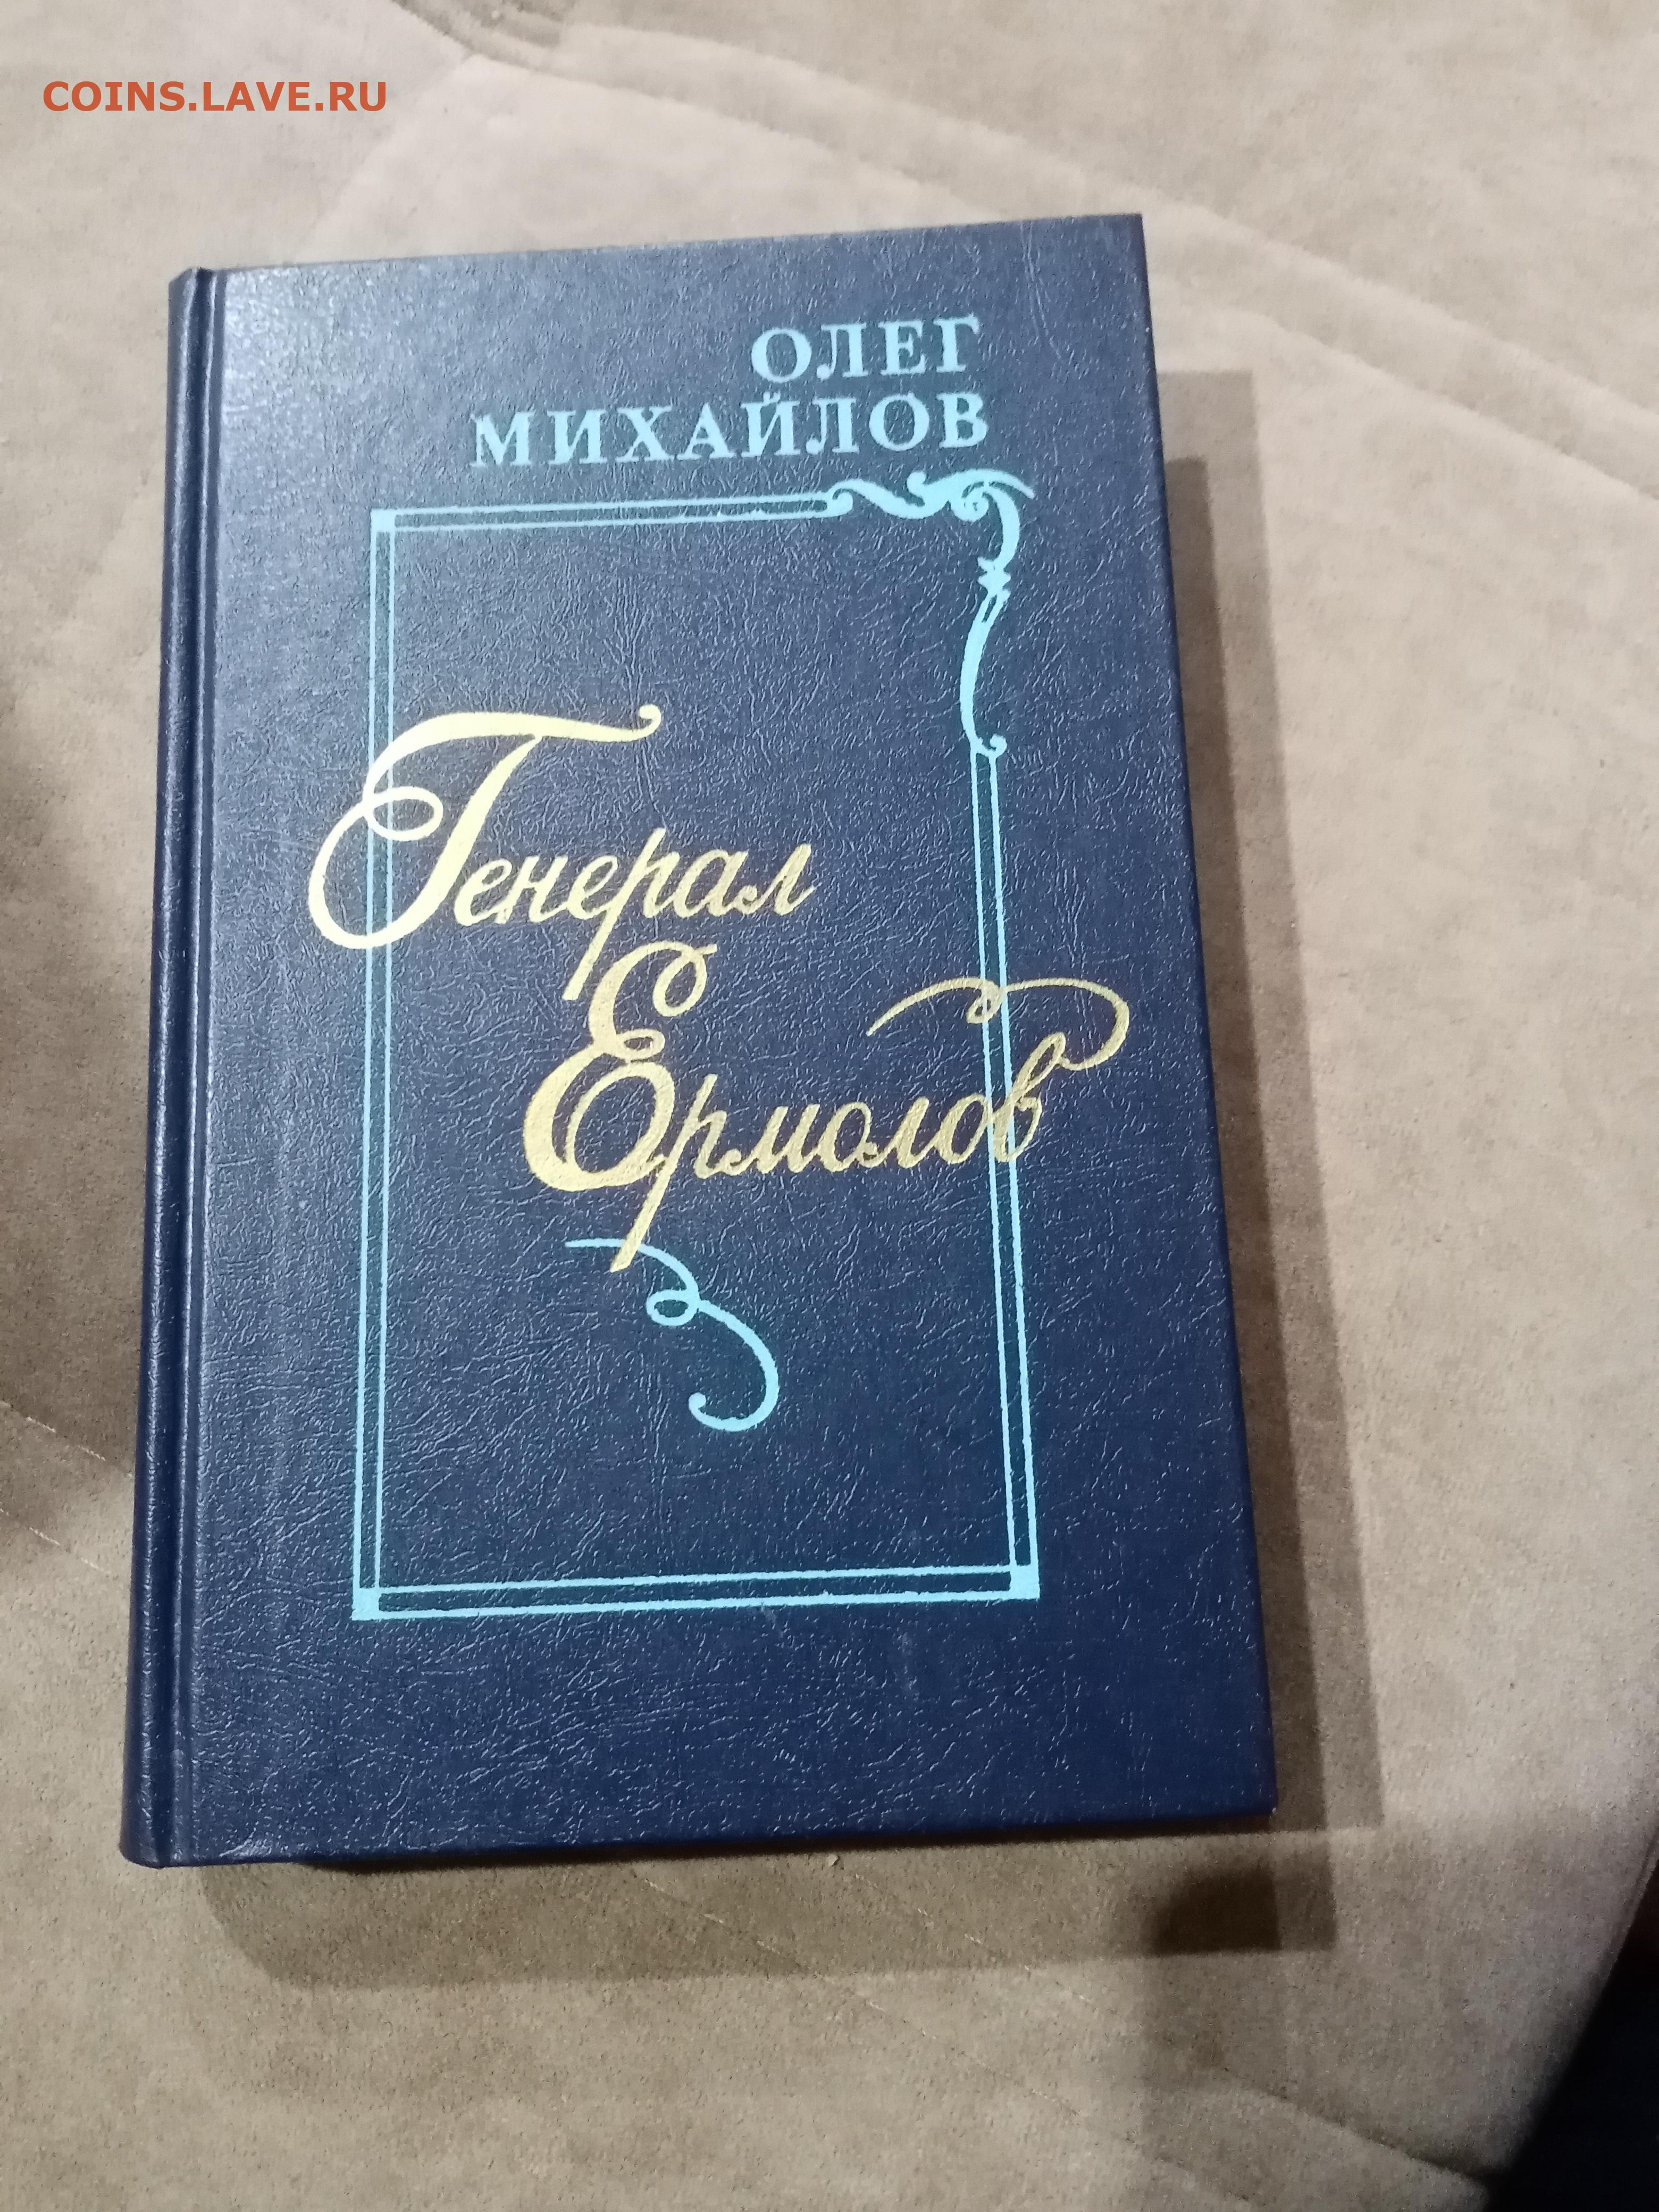 COINS.LAVE.RU
ОЛЕГ
МИХАЙЛОВ
Генерал
Ермолов